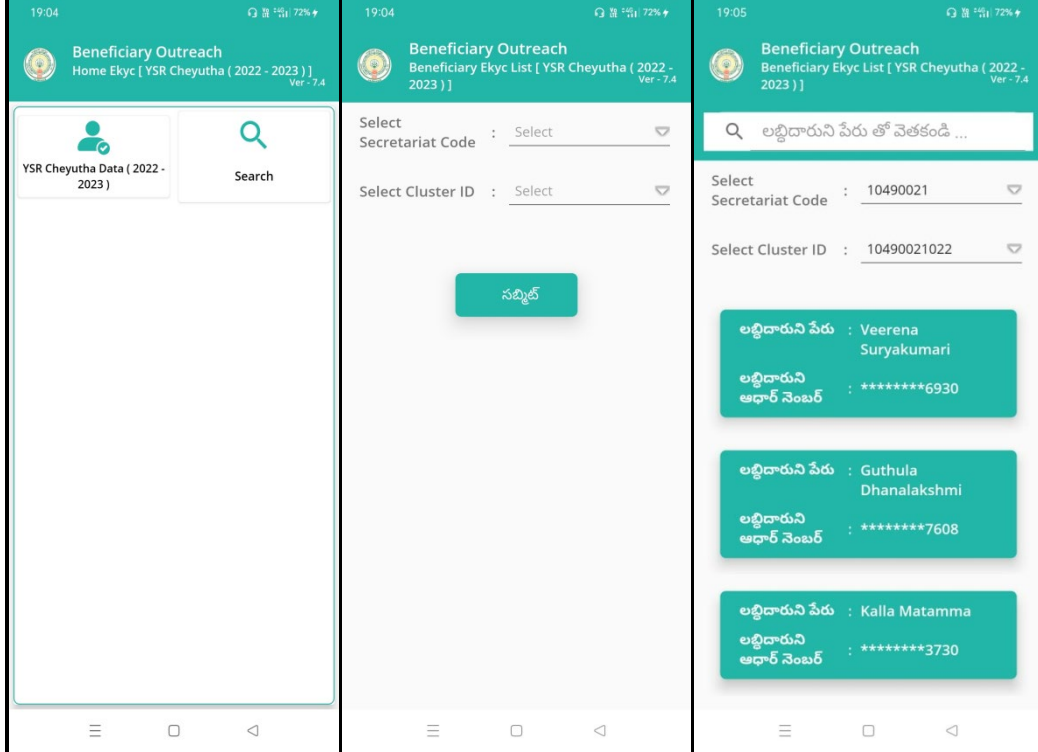 19:04
72%
Beneficiary Outreach
Home Ekyc [ YSR Cheyutha ( 2022 - 2023 ) ]
Ver - 7.4
YSR Cheyutha Data ( 2022 -
2023 )
Search
19:04
72%
Beneficiary Outreach
Beneficiary Ekyc List [ YSR Cheyutha ( 2022 -
2023 ) ]
Ver - 7.4
Select
Secretariat Code : Select
Select Cluster ID : Select
సబ్మిట్
19:05
72%
Beneficiary Outreach
Beneficiary Ekyc List [ YSR Cheyutha ( 2022 -
2023 ) ]
Ver - 7.4
లబ్ధిదారుని పేరు తో వెతకండి ...
Select
Secretariat Code : 10490021
Select Cluster ID : 10490021022
లబ్ధిదారుని పేరు : Veerena
Suryakumari
లబ్ధిదారుని
ఆధార్ నెంబర్ : ********6930
లబ్ధిదారుని పేరు : Guthula
Dhanalakshmi
లబ్ధిదారుని
ఆధార్ నెంబర్ : ********7608
లబ్ధిదారుని పేరు : Kalla Matamma
లబ్ధిదారుని
ఆధార్ నెంబర్ : ********3730